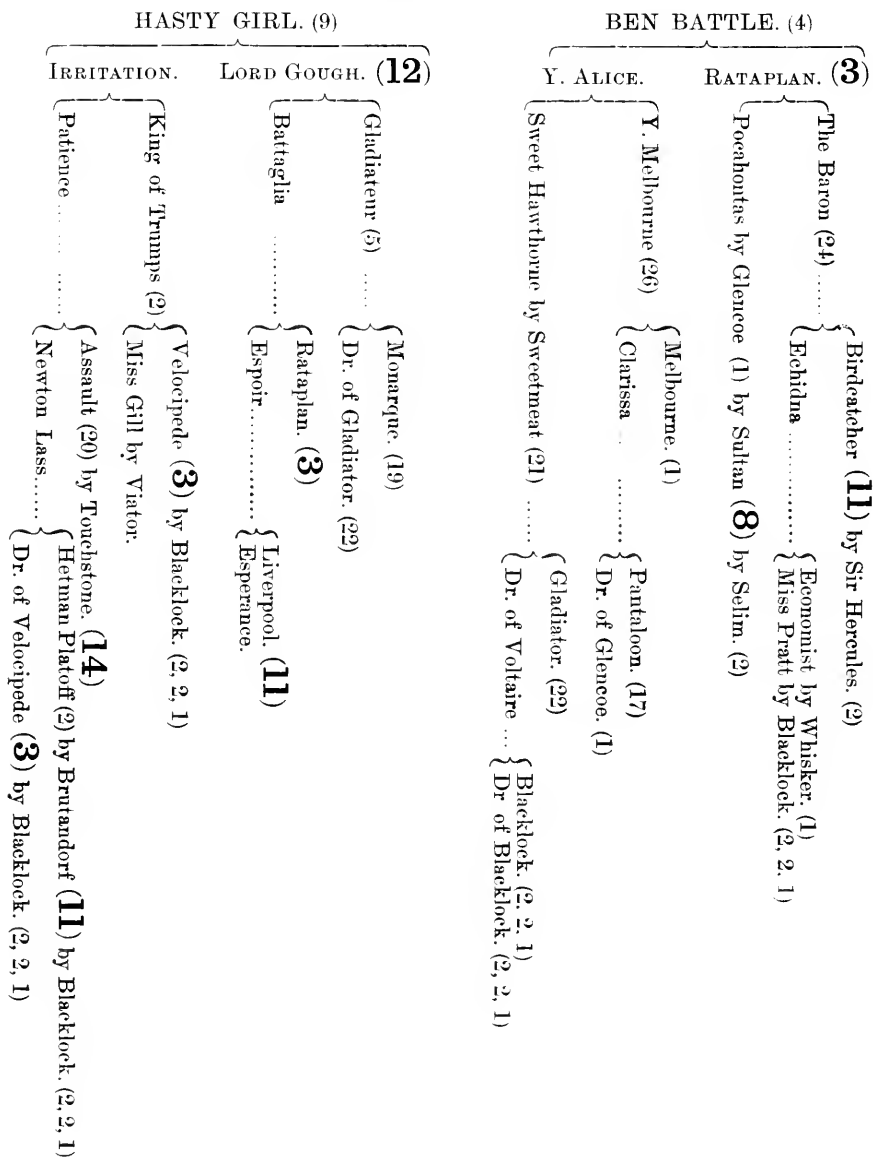 HASTY GIRL. (9)
IRRITATION.
LORD GOUGH. (12)
Patience ... ......
King of Trumps (2)
Battaglia .........
Gladiateur (5) .....
Newton Lass......
Assault (20) by Touchstone. (14)
Miss Gill by Viator.
Velocipede (3) by Blacklock. (2, 2, 1)
Espoir..............
Rataplan. (3)
Dr. of Gladiator. (22)
Monarque. (19)
Dr. of Velocipede (3) by Blacklock. (2, 2, 1)
Hetman Platoff (2) by Brutandorf (11) by Blacklock. (2, 2, 1)
Esperance.
Liverpool. (11)
BEN BATTLE. (4)
Y. ALICE.
RATAPLAN. (3)
Sweet Hawthorne by Sweetmeat (21) ......
Y. Melbourne (26)
Pocahontas by Glencoe (1) by Sultan (8) by Selim. (2)
The Baron (24) ......
Clarissa ... ........
Melbourne. (1)
Echidna ............
Birdcatcher (11) by Sir Hercules. (2)
Dr. of Voltaire ...
Gladiator. (22)
Dr. of Glencoe. (1)
Pantaloon. (17)
Miss Pratt by Blacklock. (2, 2. 1)
Economist by Whisker. (1)
Dr of Blacklock. (2, 2, 1)
Blacklock. (2. 2. 1)